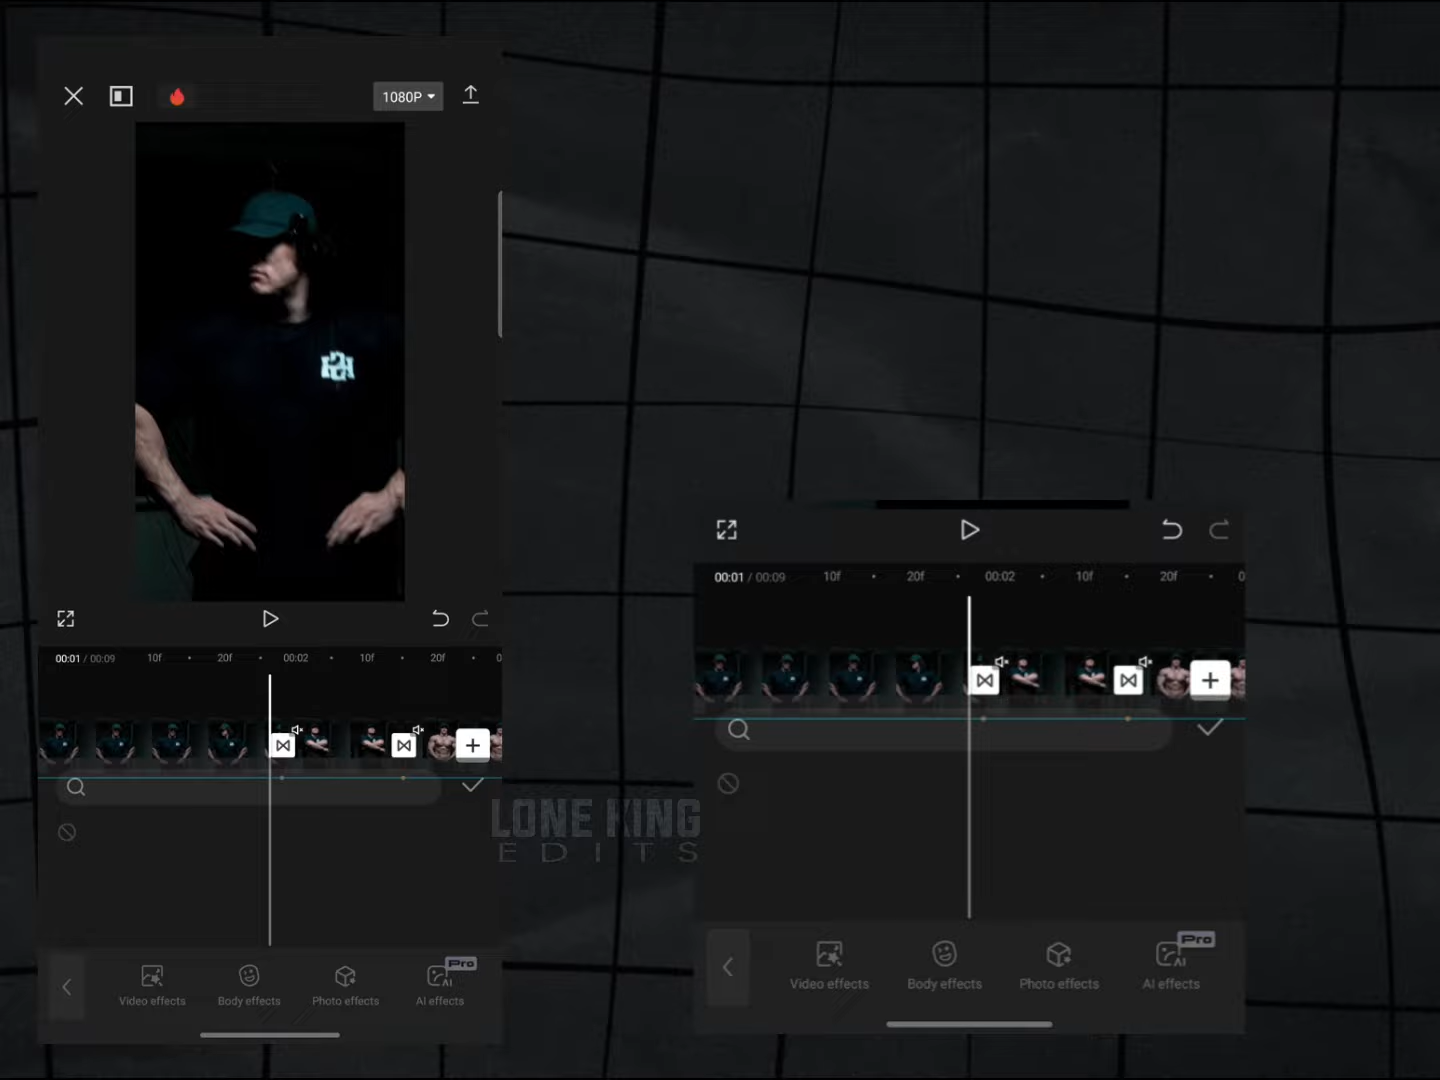 1080P
00:01 / 00:09 10f 20f 00:02 10f 20f 0
Video effects Body effects Photo effects AI effects
Pro
AI
LONE KING
EDITS
00:01 / 00:09 10f 20f 00:02 10f 20f 0
Video effects Body effects Photo effects AI effects
Pro
AI